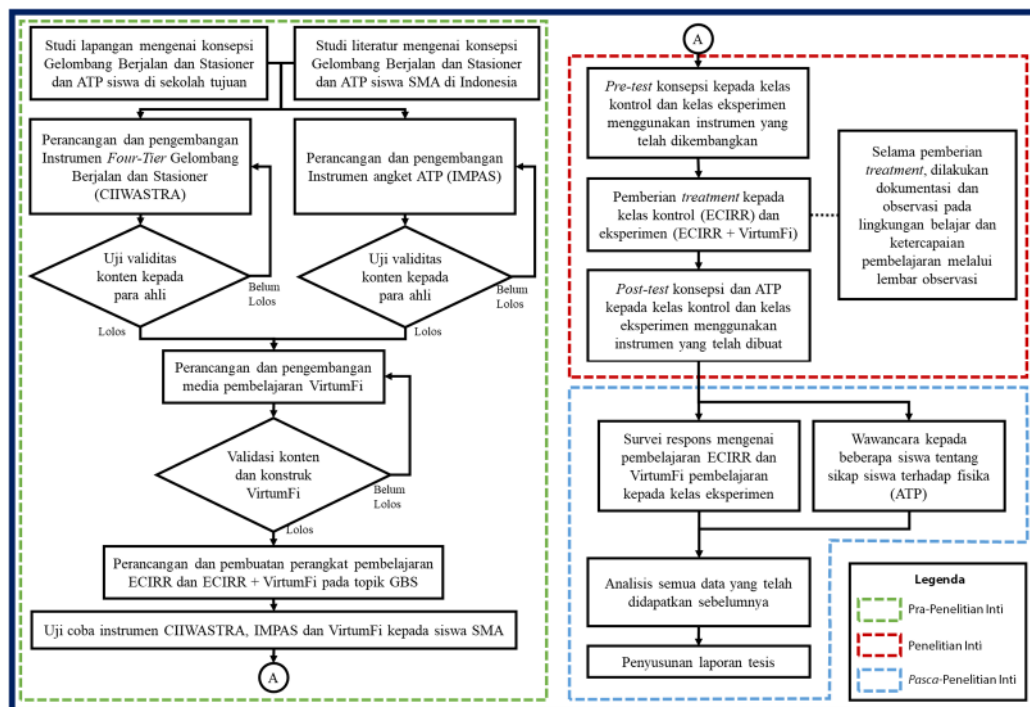 Studi lapangan mengenai konsepsi
Gelombang Berjalan dan Stasioner
dan ATP siswa di sekolah tujuan
Studi literatur mengenai konsepsi
Gelombang Berjalan dan Stasioner
dan ATP siswa SMA di Indonesia
Perancangan dan pengembangan
Instrumen Four-Tier Gelombang
Berjalan dan Stasioner
(CIIWASTRA)
Perancangan dan pengembangan
Instrumen angket ATP (IMPAS)
Uji validitas
konten kepada
para ahli
Belum
Lolos
Lolos
Uji validitas
konten kepada
para ahli
Belum
Lolos
Lolos
Perancangan dan pengembangan
media pembelajaran VirtumFi
Validasi konten
dan konstruk
VirtumFi
Belum
Lolos
Lolos
Perancangan dan pembuatan perangkat pembelajaran
ECIRR dan ECIRR + VirtumFi pada topik GBS
Uji coba instrumen CIIWASTRA, IMPAS dan VirtumFi kepada siswa SMA
A
A
Pre-test konsepsi kepada kelas
kontrol dan kelas eksperimen
menggunakan instrumen yang
telah dikembangkan
Pemberian treatment kepada
kelas kontrol (ECIRR) dan
eksperimen (ECIRR + VirtumFi)
Selama pemberian
treatment, dilakukan
dokumentasi dan
observasi pada
lingkungan belajar dan
ketercapaian
pembelajaran melalui
lembar observasi
Post-test konsepsi dan ATP
kepada kelas kontrol dan kelas
eksperimen menggunakan
instrumen yang telah dibuat
Survei respons mengenai
pembelajaran ECIRR dan
VirtumFi pembelajaran
kepada kelas eksperimen
Wawancara kepada
beberapa siswa tentang
sikap siswa terhadap fisika
(ATP)
Analisis semua data yang telah
didapatkan sebelumnya
Penyusunan laporan tesis
Legenda
Pra-Penelitian Inti
Penelitian Inti
Pasca-Penelitian Inti